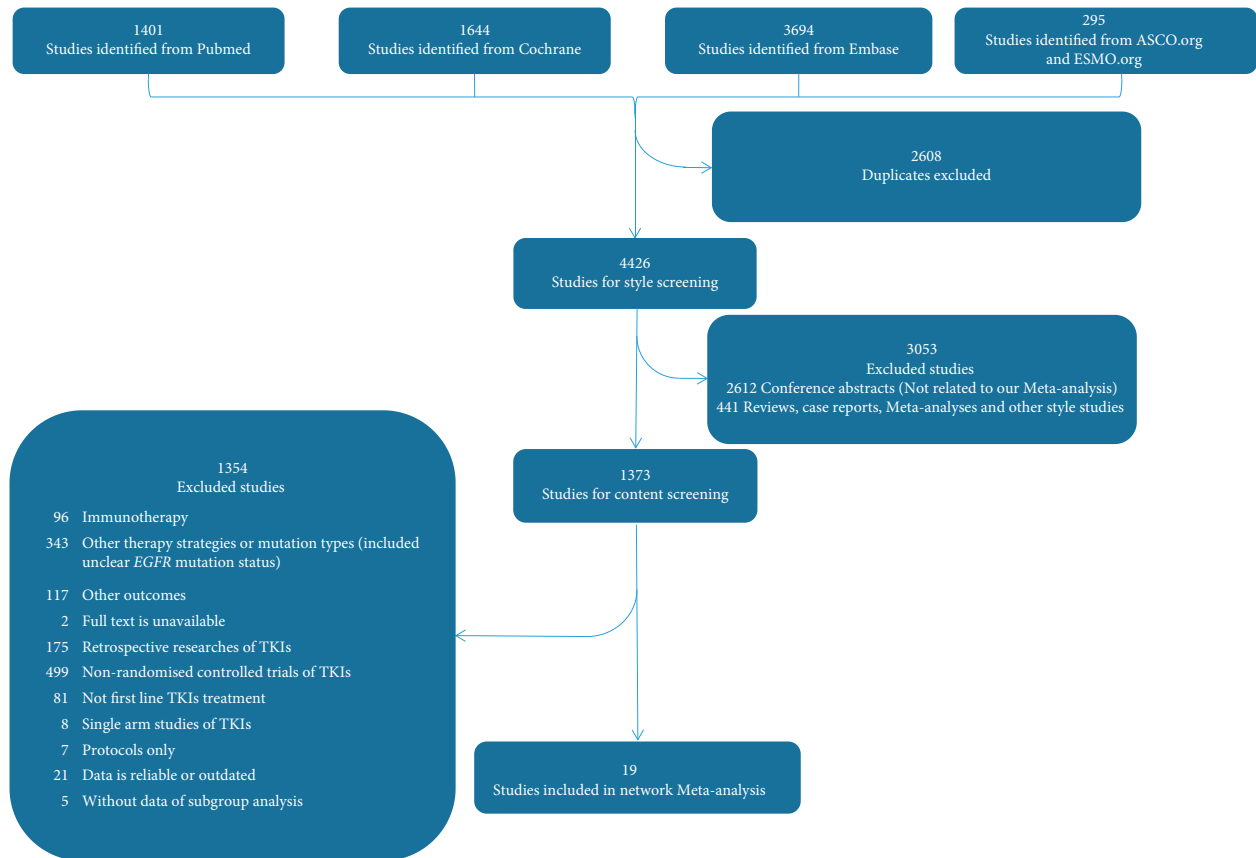 1401
Studies identified from Pubmed
1644
Studies identified from Cochrane
3694
Studies identified from Embase
295
Studies identified from ASCO.org
and ESMO.org
2608
Duplicates excluded
4426
Studies for style screening
3053
Excluded studies
2612 Conference abstracts (Not related to our Meta-analysis)
441 Reviews, case reports, Meta-analyses and other style studies
1373
Studies for content screening
1354
Excluded studies
96 Immunotherapy
343 Other therapy strategies or mutation types (included
unclear EGFR mutation status)
117 Other outcomes
2 Full text is unavailable
175 Retrospective researches of TKIs
499 Non-randomised controlled trials of TKIs
81 Not first line TKIs treatment
8 Single arm studies of TKIs
7 Protocols only
21 Data is reliable or outdated
5 Without data of subgroup analysis
19
Studies included in network Meta-analysis